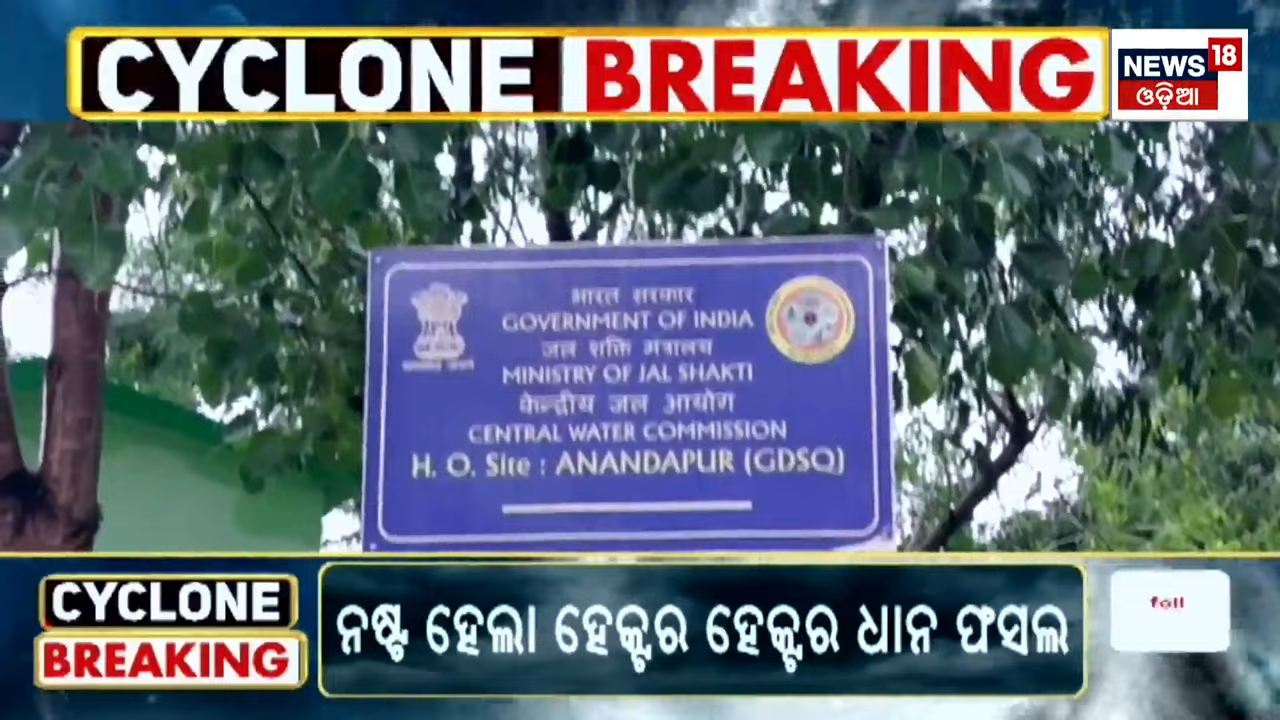 CYCLONE BREAKING
NEWS 18
ଓଡ଼ିଆ
भारत सरकार
GOVERNMENT OF INDIA
जल शक्ति मंत्रालय
MINISTRY OF JAL SHAKTI
केन्द्रीय जल आयोग
CENTRAL WATER COMMISSION
H. O. Site : ANANDAPUR (GDSQ)
CYCLONE
BREAKING
ନଷ୍ଟ ହେଲା ହେକ୍ଟର ହେକ୍ଟର ଧାନ ଫସଲ
foll